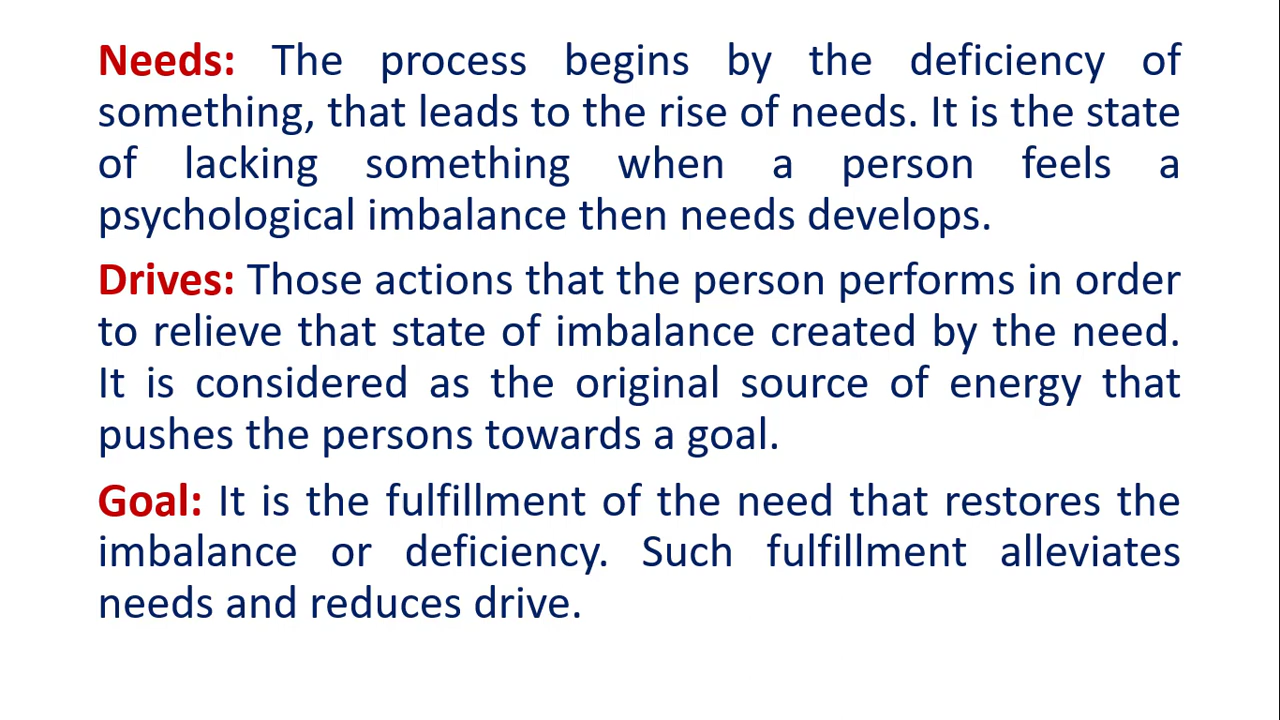 Needs: The process begins by the deficiency of
something, that leads to the rise of needs. It is the state
of lacking something when a person feels a
psychological imbalance then needs develops.
Drives: Those actions that the person performs in order
to relieve that state of imbalance created by the need.
It is considered as the original source of energy that
pushes the persons towards a goal.
Goal: It is the fulfillment of the need that restores the
imbalance or deficiency. Such fulfillment alleviates
needs and reduces drive.